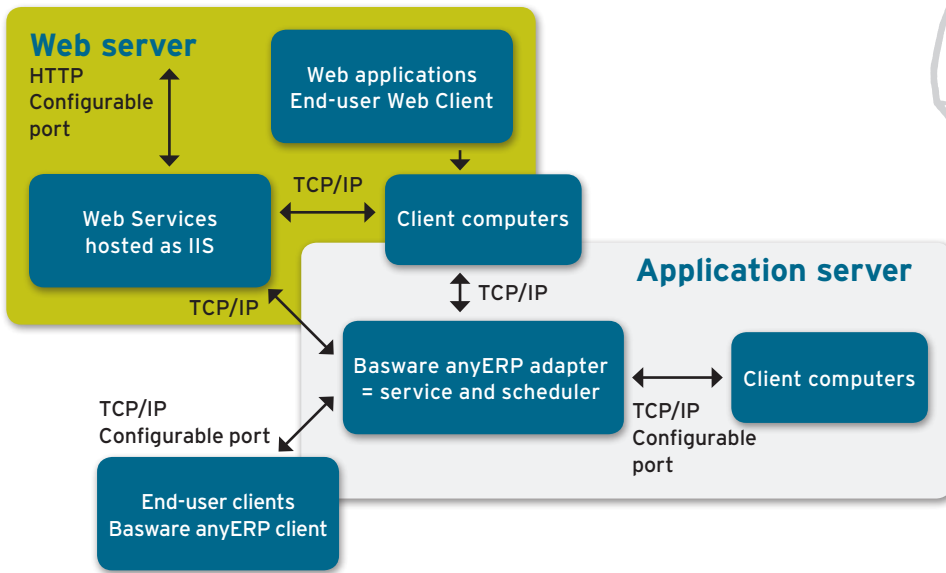 Web server
HTTP
Configurable
port
Web applications
End-user Web Client
TCP/IP
Web Services
hosted as IIS
Client computers
Application server
TCP/IP
TCP/IP
Basware anyERP adapter
= service and scheduler
Client computers
TCP/IP
Configurable port
TCP/IP
Configurable
port
End-user clients
Basware anyERP client